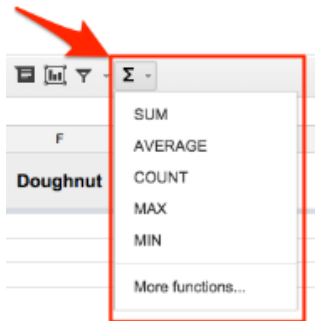 Σ
F
Doughnut
SUM
AVERAGE
COUNT
MAX
MIN
More functions...